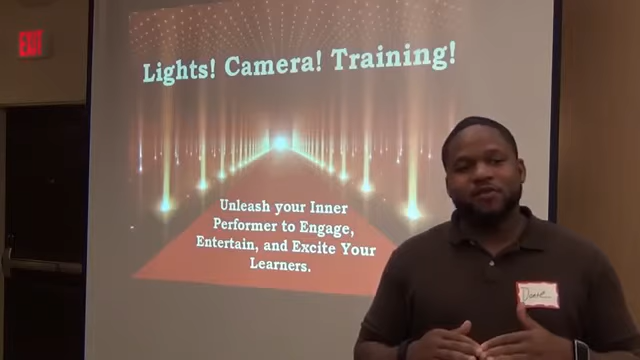 EXIT
Lights! Camera! Training!
Unleash your Inner
Performer to Engage,
Entertain, and Excite Your
Learners.